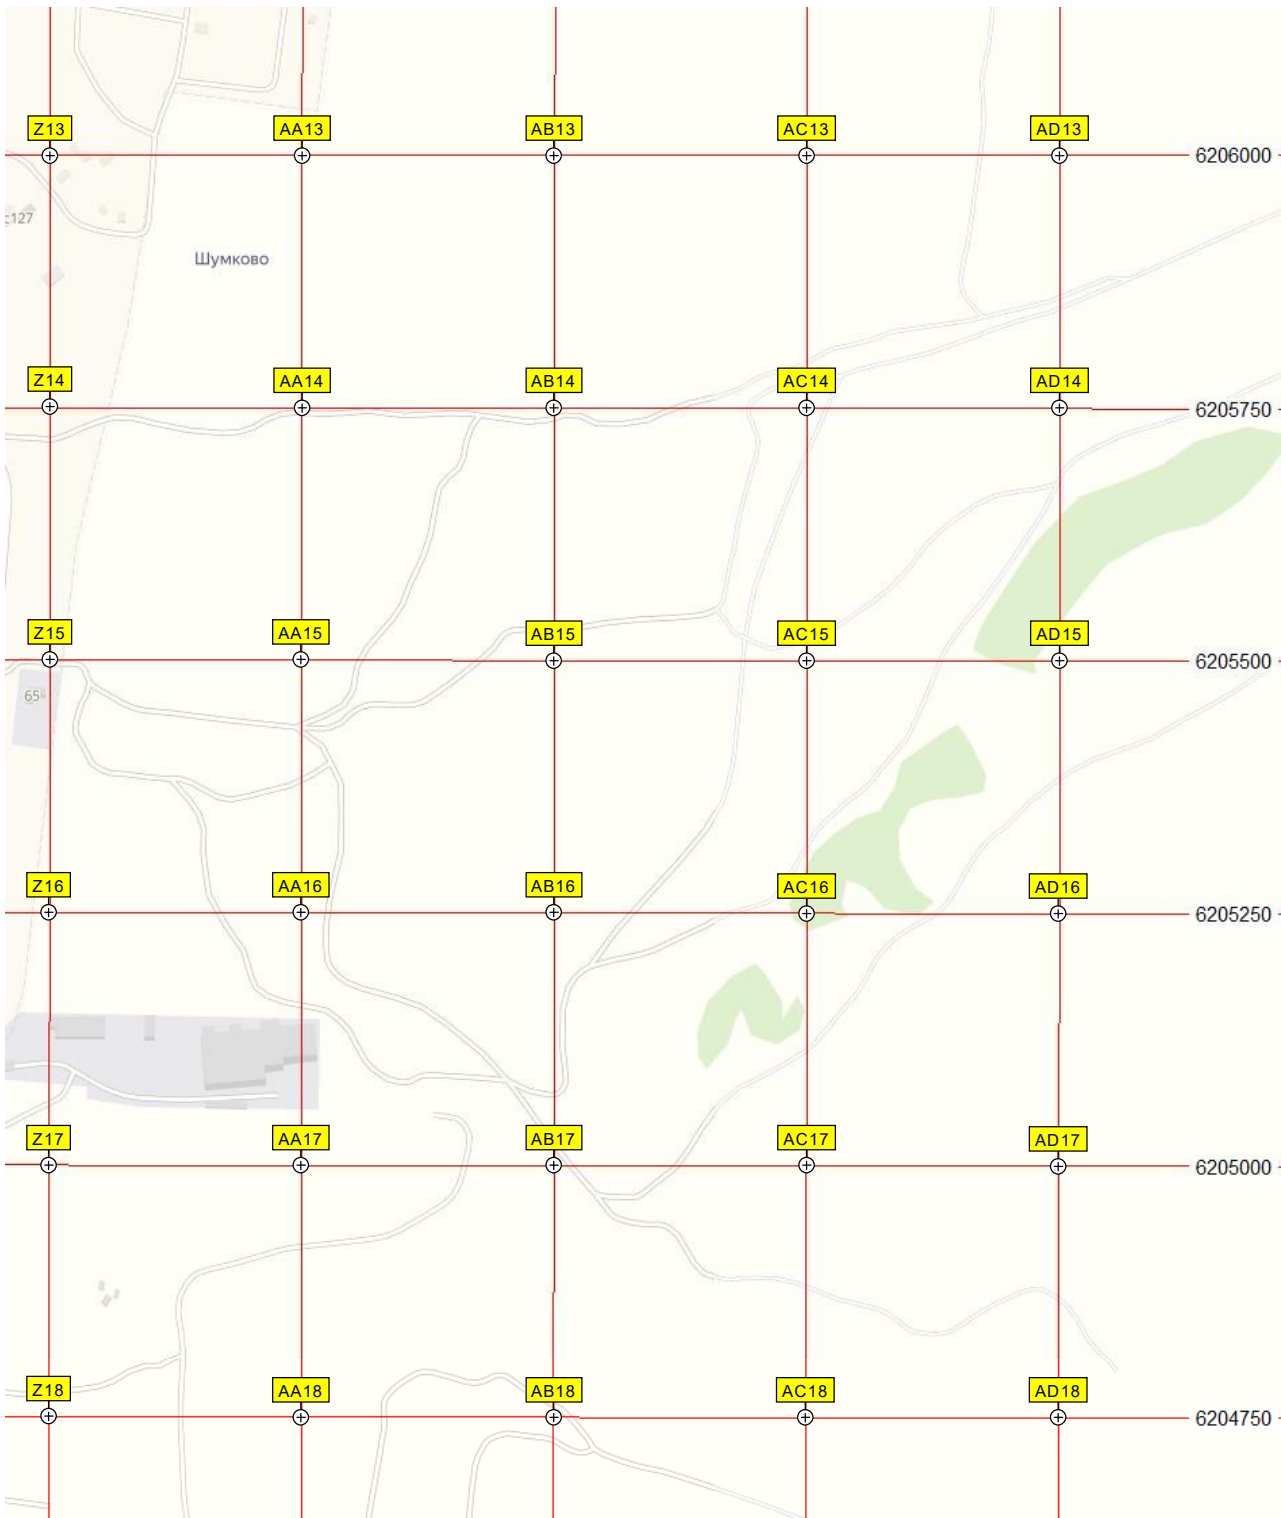 Z13 AA13 AB13 AC13 AD13
6206000
с127
Шумково
Z14 AA14 AB14 AC14 AD14
6205750
Z15 AA15 AB15 AC15 AD15
6205500
65
Z16 AA16 AB16 AC16 AD16
6205250
Z17 AA17 AB17 AC17 AD17
6205000
Z18 AA18 AB18 AC18 AD18
6204750